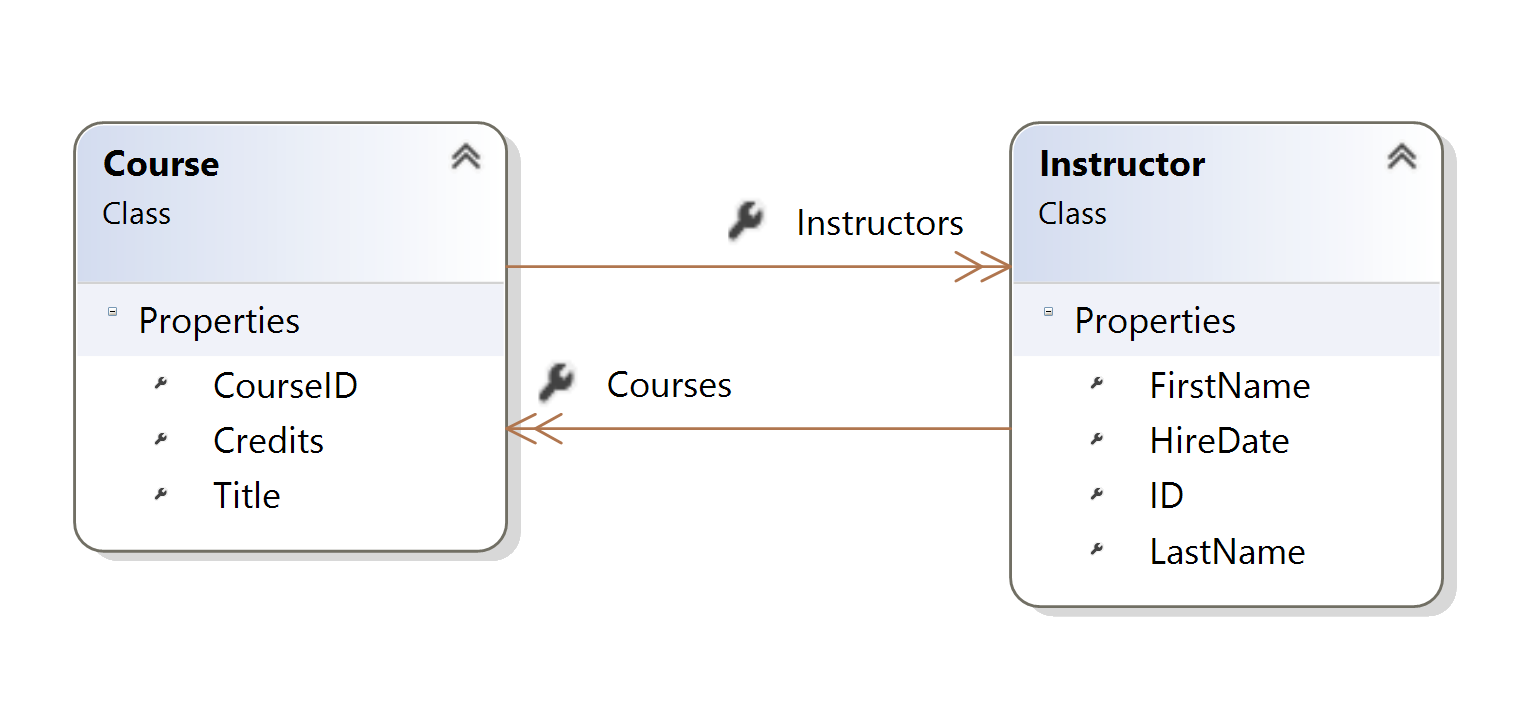 Course
Class
Properties
CourseID
Credits
Title
Instructors
Courses
Instructor
Class
Properties
FirstName
HireDate
ID
LastName